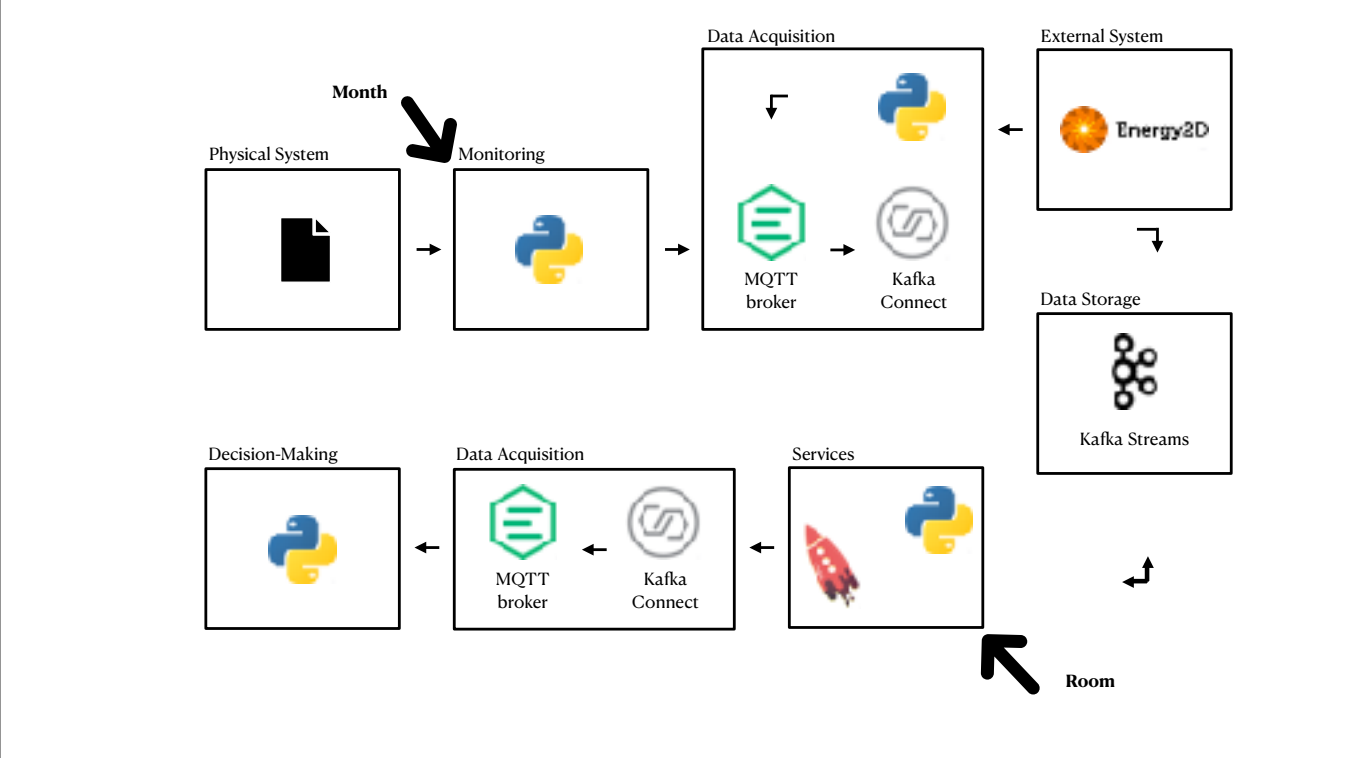 Data Acquisition
External System
Month
Energy2D
Physical System
Monitoring
MQTT
broker
Kafka
Connect
Data Storage
Kafka Streams
Decision-Making
Data Acquisition
Services
MQTT
broker
Kafka
Connect
Room